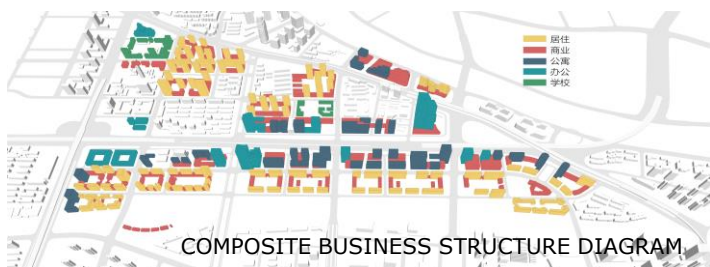 居住
商业
公寓
办公
学校
COMPOSITE BUSINESS STRUCTURE DIAGRAM